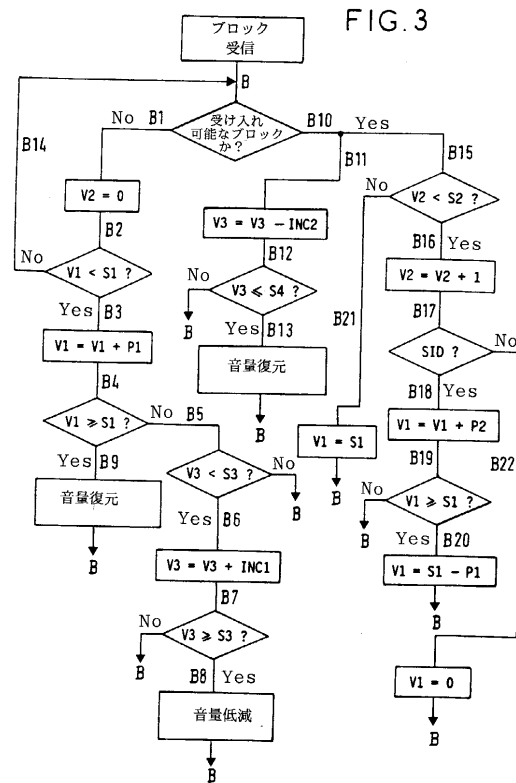 FIG.3
ブロック
受信
B
No
B1
受け入れ
可能なブロック
か?
B10
Yes
B14
B11
B15
V2 = 0
V3 = V3 − INC2
No
V2 < S2 ?
B2
B12
B16
Yes
No
V1 < S1 ?
No
V3 ≤ S4 ?
B21
V2 = V2 + 1
Yes
B3
B
Yes
B13
B17
V1 = V1 + P1
音量復元
SID ?
No
B4
B
B18
Yes
V1 ≥ S1 ?
No
B5
V1 = S1
V1 = V1 + P2
Yes
B9
V3 < S3 ?
No
B
B19
B22
音量復元
Yes
B6
B
No
V1 ≥ S1 ?
B
V3 = V3 + INC1
B
Yes
B20
B7
V1 = S1 − P1
No
V3 ≥ S3 ?
B
B
B8
Yes
V1 = 0
音量低減
B
B